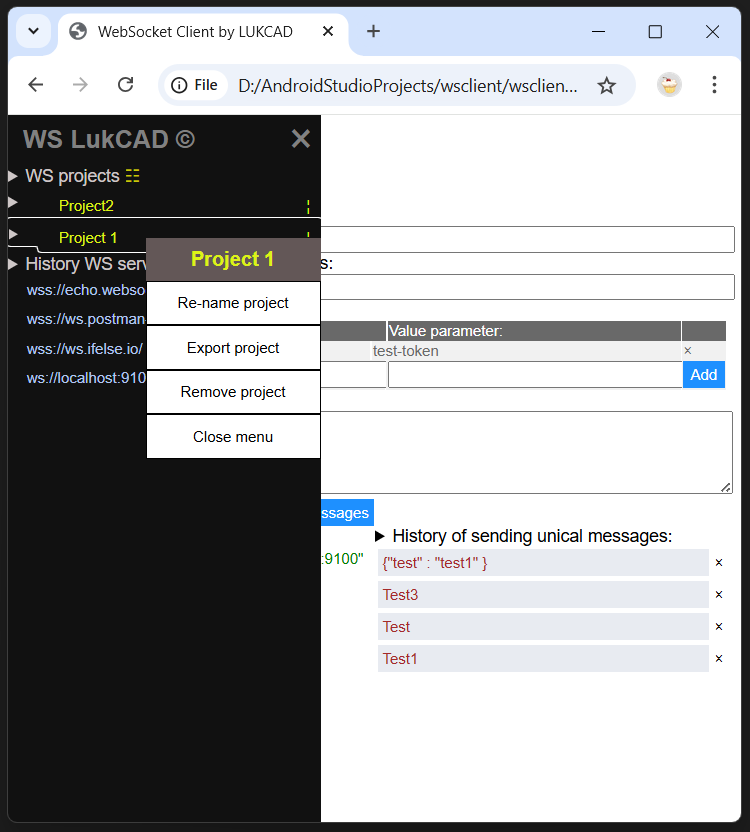 WebSocket Client by LUKCAD
File
D:/AndroidStudioProjects/wsclient/wsclien...
WS LukCAD ©
WS projects
Project2
Project 1
History WS serv
s:
Project 1
wss://echo.webso
Re-name project
wss://ws.postman
Value parameter:
Export project
wss://ws.ifelse.io/
test-token
×
ws://localhost:910
Remove project
Add
Close menu
ssages
History of sending unical messages:
:9100"
{"test" : "test1" }
×
Test3
×
Test
×
Test1
×